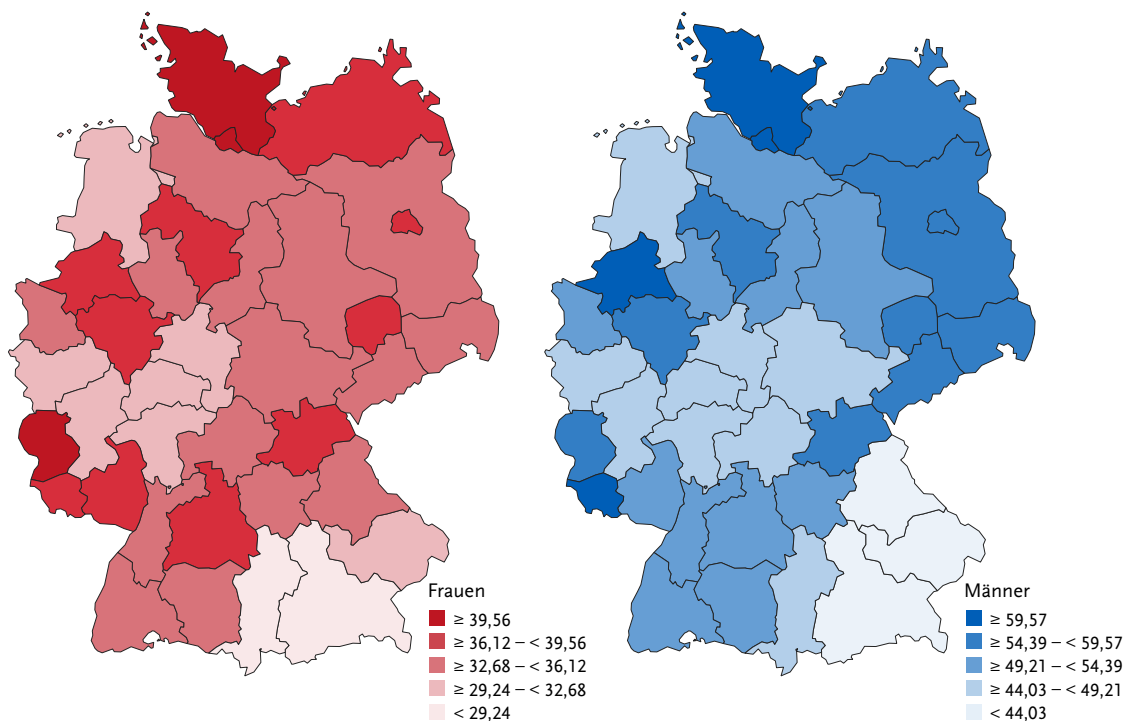 Frauen
≥ 39,56
≥ 36,12 – < 39,56
≥ 32,68 – < 36,12
≥ 29,24 – < 32,68
< 29,24
Männer
≥ 59,57
≥ 54,39 – < 59,57
≥ 49,21 – < 54,39
≥ 44,03 – < 49,21
< 44,03